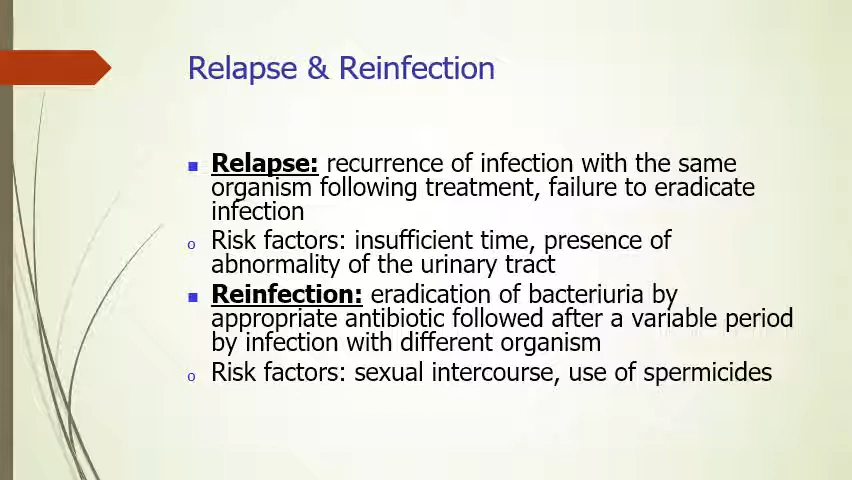 Relapse & Reinfection
■ Relapse: recurrence of infection with the same
organism following treatment, failure to eradicate
infection
o Risk factors: insufficient time, presence of
abnormality of the urinary tract
■ Reinfection: eradication of bacteriuria by
appropriate antibiotic followed after a variable period
by infection with different organism
o Risk factors: sexual intercourse, use of spermicides